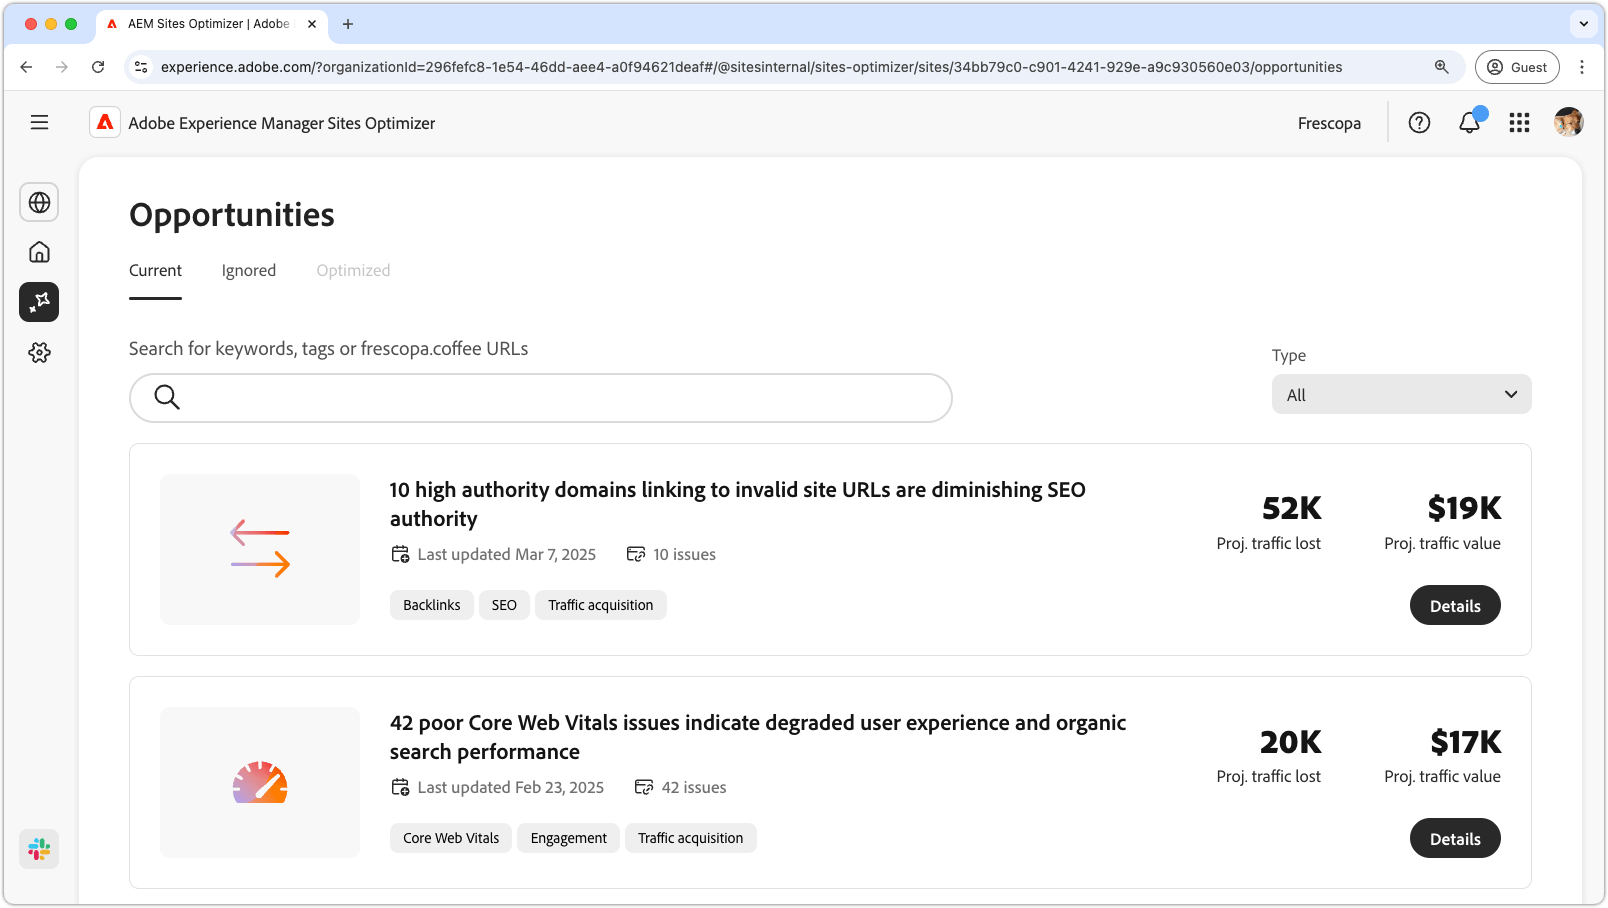 AEM Sites Optimizer | Adobe
experience.adobe.com/?organizationId=296fefc8-1e54-46dd-aee4-a0f94621deaf#/@sitesinternal/sites-optimizer/sites/34bb79c0-c901-4241-929e-a9c930560e03/opportunities
Guest
Adobe Experience Manager Sites Optimizer
Frescopa
Opportunities
Current Ignored Optimized
Search for keywords, tags or frescopa.coffee URLs
Type
All
10 high authority domains linking to invalid site URLs are diminishing SEO
authority
Last updated Mar 7, 2025 10 issues
Backlinks SEO Traffic acquisition
52K $19K
Proj. traffic lost Proj. traffic value
Details
42 poor Core Web Vitals issues indicate degraded user experience and organic
search performance
Last updated Feb 23, 2025 42 issues
Core Web Vitals Engagement Traffic acquisition
20K $17K
Proj. traffic lost Proj. traffic value
Details